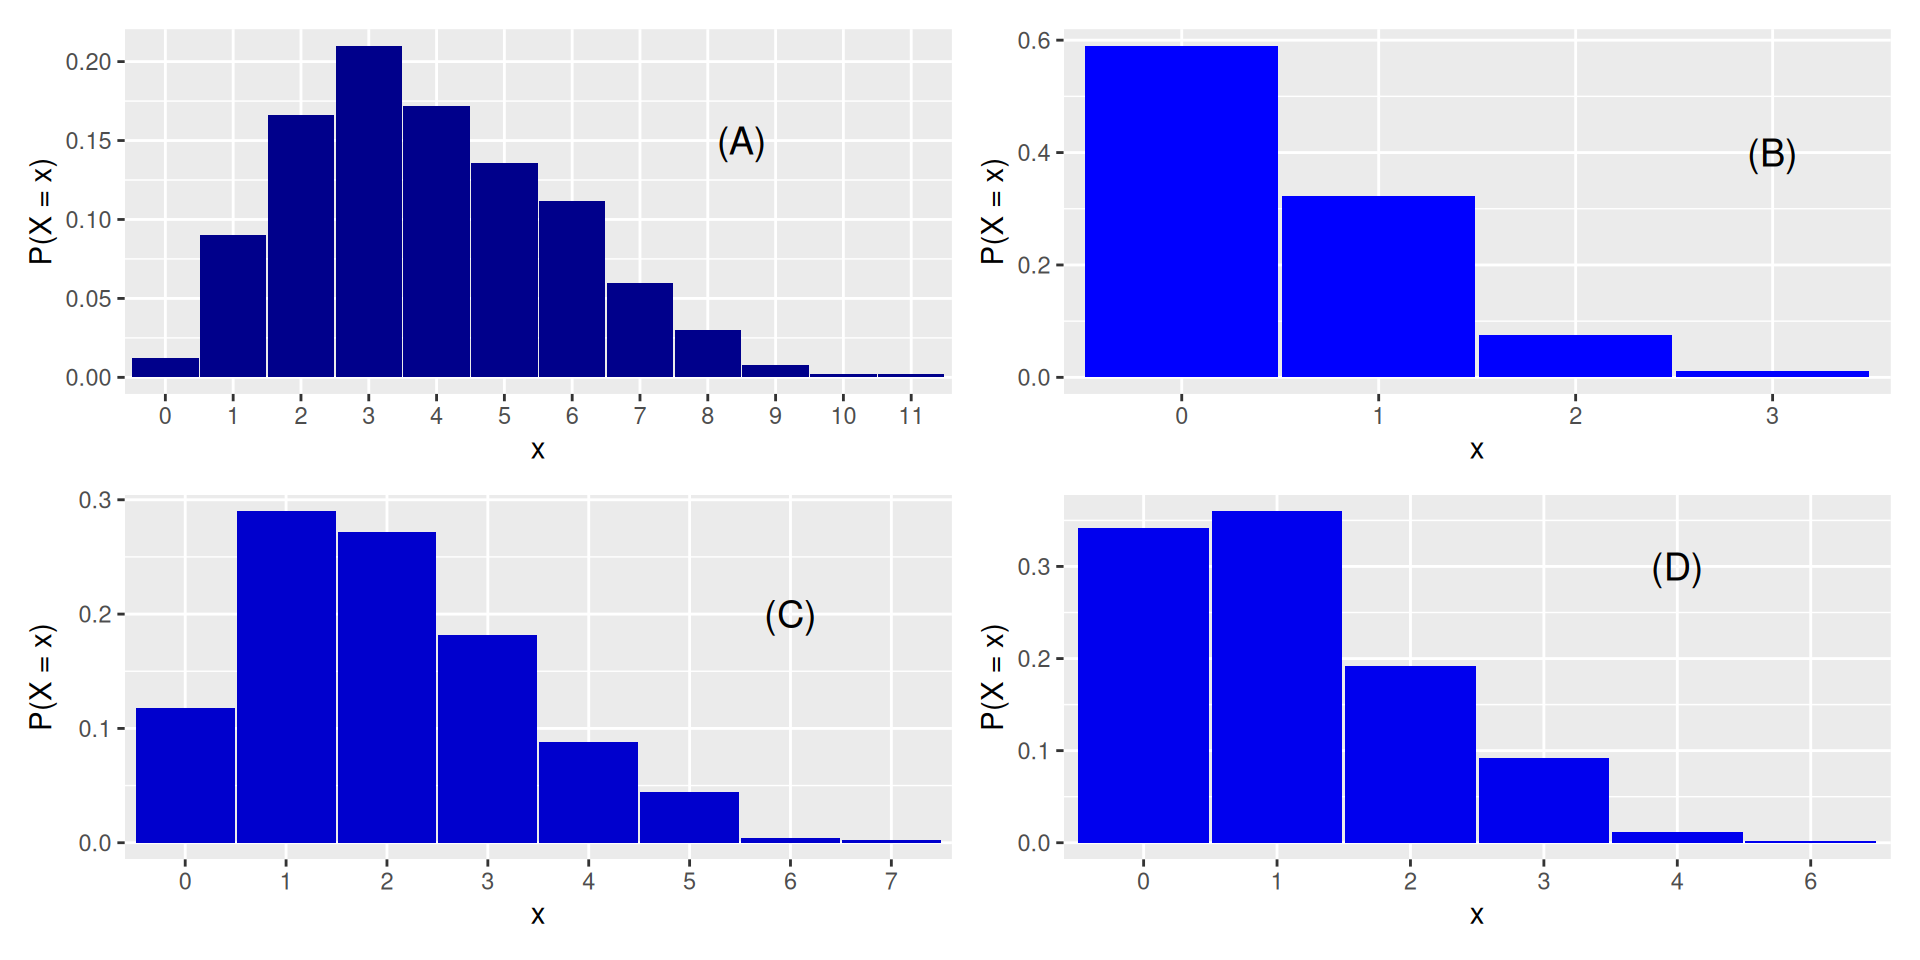 P(X = x)
0.20
0.15
0.10
0.05
0.00
(A)
0 1 2 3 4 5 6 7 8 9 10 11
x
P(X = x)
0.6
0.4
0.2
0.0
(B)
0 1 2 3
x
P(X = x)
0.3
0.2
0.1
0.0
(C)
0 1 2 3 4 5 6 7
x
P(X = x)
0.3
0.2
0.1
0.0
(D)
0 1 2 3 4 6
x